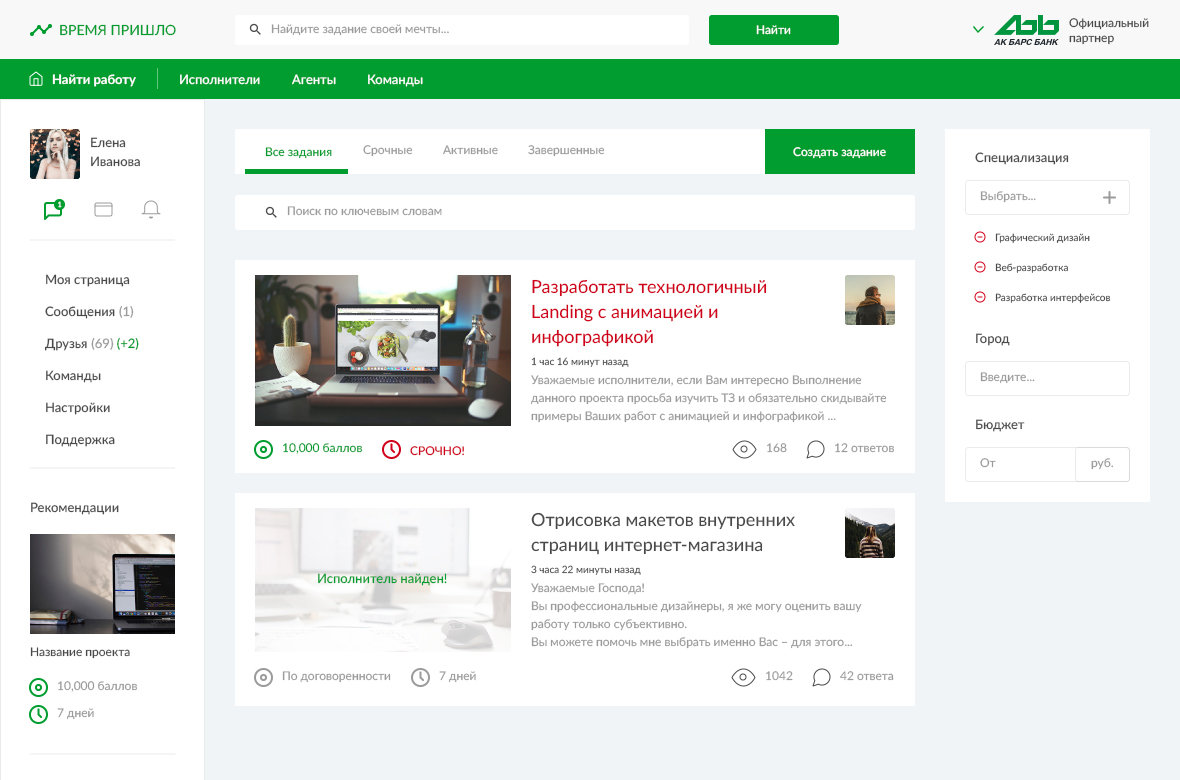 ВРЕМЯ ПРИШЛО
Найдите задание своей мечты...
Найти
АК БАРС БАНК
Официальный
партнер
Найти работу
Исполнители
Агенты
Команды
Елена
Иванова
1
Моя страница
Сообщения (1)
Друзья (69) (+2)
Команды
Настройки
Поддержка
Рекомендации
Название проекта
10,000 баллов
7 дней
Все задания
Срочные
Активные
Завершенные
Создать задание
Поиск по ключевым словам
Разработать технологичный
Landing с анимацией и
инфографикой
1 час 16 минут назад
Уважаемые исполнители, если Вам интересно Выполнение
данного проекта просьба изучить ТЗ и обязательно скидывайте
примеры Ваших работ с анимацией и инфографикой ...
10,000 баллов
СРОЧНО!
168
12 ответов
Исполнитель найден!
Отрисовка макетов внутренних
страниц интернет-магазина
3 часа 22 минуты назад
Уважаемые Господа!
Вы профессиональные дизайнеры, я же могу оценить вашу
работу только субъективно.
Вы можете помочь мне выбрать именно Вас – для этого...
По договоренности
7 дней
1042
42 ответа
Специализация
Выбрать...
Графический дизайн
Веб-разработка
Разработка интерфейсов
Город
Введите...
Бюджет
От
руб.